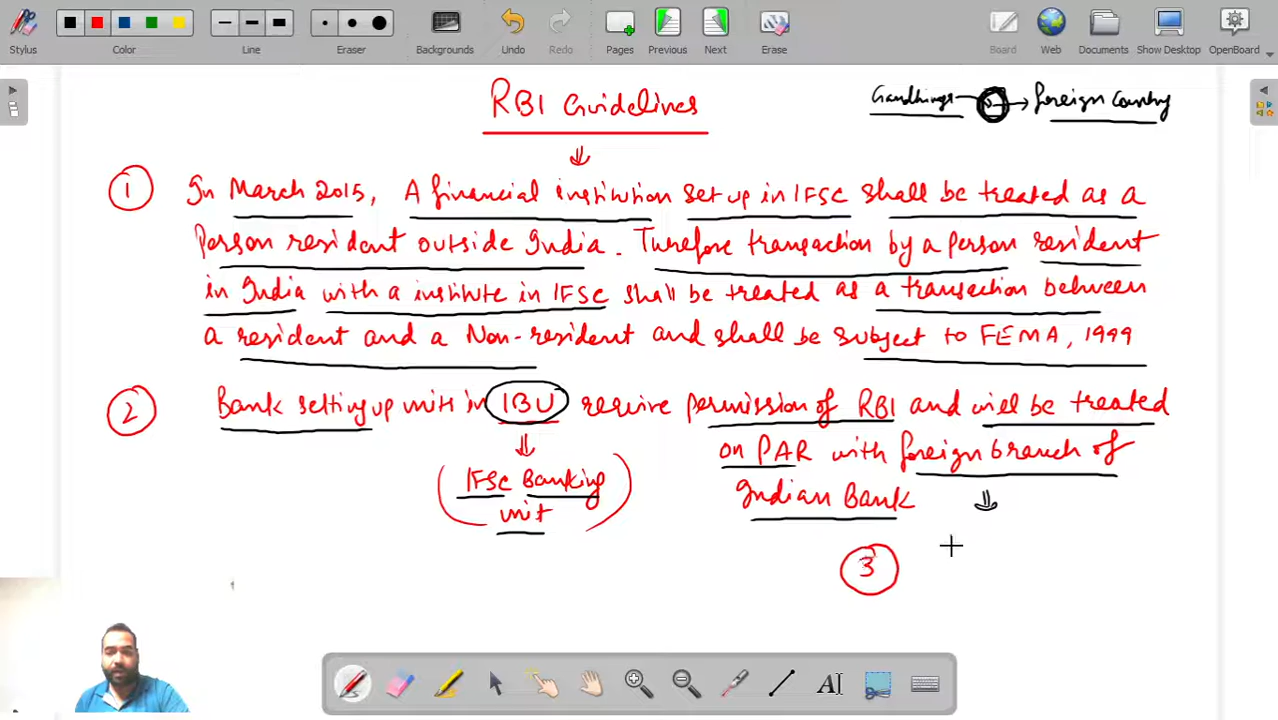 Stylus
Color
Line
Eraser
Backgrounds
Undo
Redo
Pages
Previous
Next
Erase
Board
Web
Documents
Show Desktop
OpenBoard
RBI Guidelines
foreign Country
1 In March 2015, A financial institution set up in IFSC shall be treated as a
Person resident outside India. Therefore transaction by a person resident
in India with a institute in IFSC shall be treated as a transection between
a resident and a Non-resident and shall be subject to FEMA, 1999
2 Bank setting up units in IBU require permission of RBI and will be treated
on PAR with foreign branch of
(IFSC Banking
unit)
Indian Bank
3